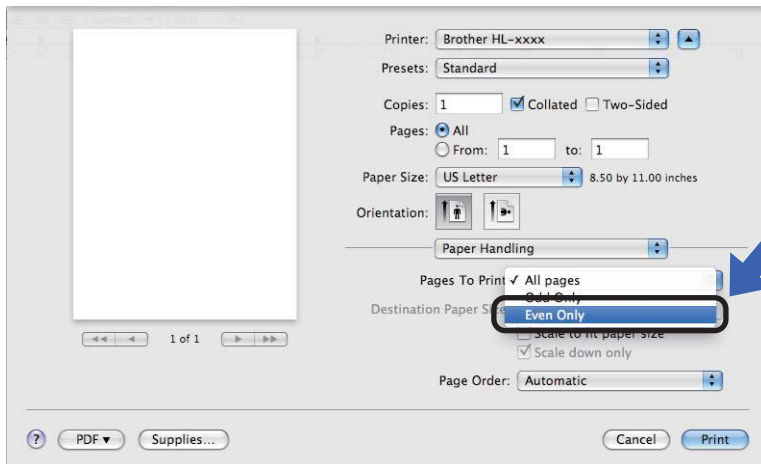 Printer: Brother HL-xxxx
Presets: Standard
Copies: 1 Collated Two-Sided
Pages: All
From: 1 to: 1
Paper Size: US Letter 8.50 by 11.00 inches
Orientation:
Paper Handling
Pages To Print ✓ All pages
Odd Only
Destination Paper Size Even Only
Scale to fit paper size
Scale down only
1 of 1
Page Order: Automatic
? PDF Supplies... Cancel Print